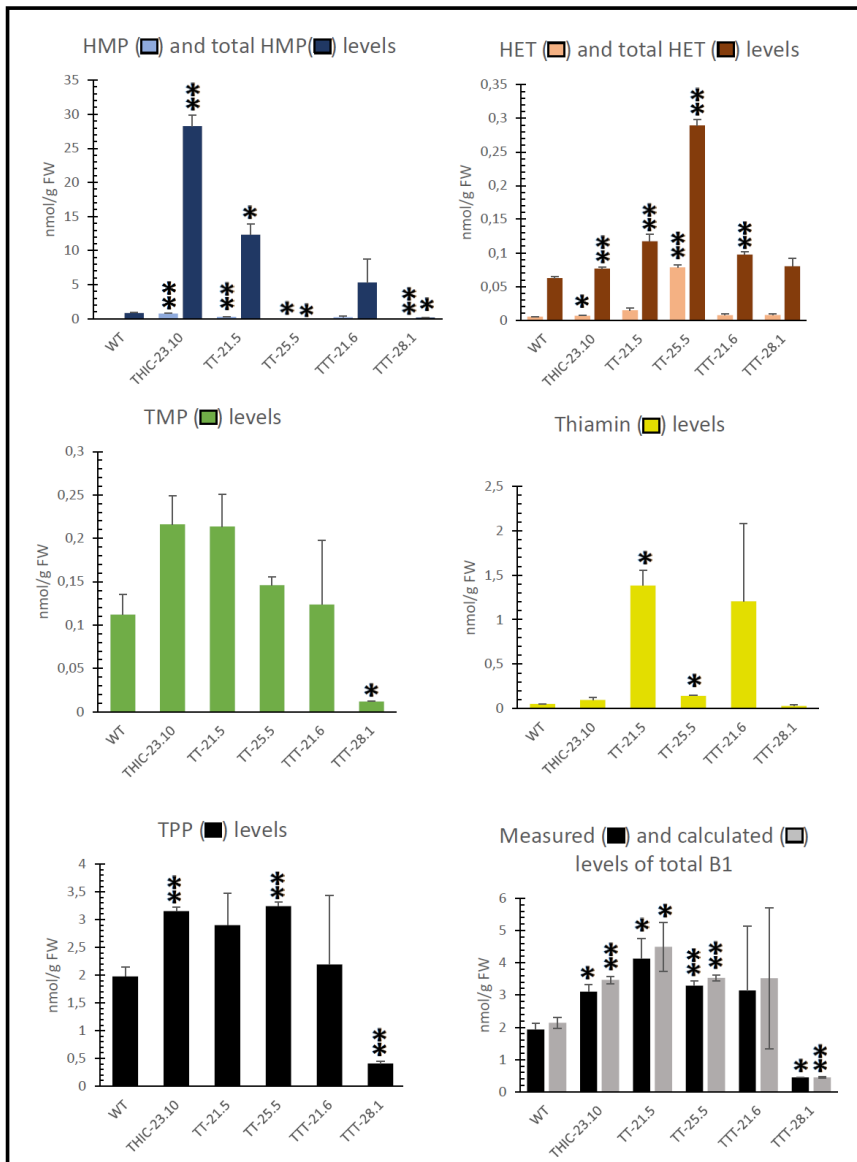 HMP ( ) and total HMP( ) levels
35
30
25
20
15
10
5
0
nmol/g FW
**
**
**
*
*
*
**
*
WT
THIC-23.10
TT-21.5
TT-25.5
TTT-21.6
TTT-28.1
HET ( ) and total HET ( ) levels
0,35
0,3
0,25
0,2
0,15
0,1
0,05
0
nmol/g FW
*
**
**
**
**
**
WT
THIC-23.10
TT-21.5
TT-25.5
TTT-21.6
TTT-28.1
TMP ( ) levels
0,3
0,25
0,2
0,15
0,1
0,05
0
nmol/g FW
*
WT
THIC-23.10
TT-21.5
TT-25.5
TTT-21.6
TTT-28.1
Thiamin ( ) levels
2,5
2
1,5
1
0,5
0
nmol/g FW
*
*
WT
THIC-23.10
TT-21.5
TT-25.5
TTT-21.6
TTT-28.1
TPP ( ) levels
4
3,5
3
2,5
2
1,5
1
0,5
0
nmol/g FW
**
**
**
WT
THIC-23.10
TT-21.5
TT-25.5
TTT-21.6
TTT-28.1
Measured ( ) and calculated ( )
levels of total B1
6
5
4
3
2
1
0
nmol/g FW
*
**
*
*
**
**
*
**
WT
THIC-23.10
TT-21.5
TT-25.5
TTT-21.6
TTT-28.1